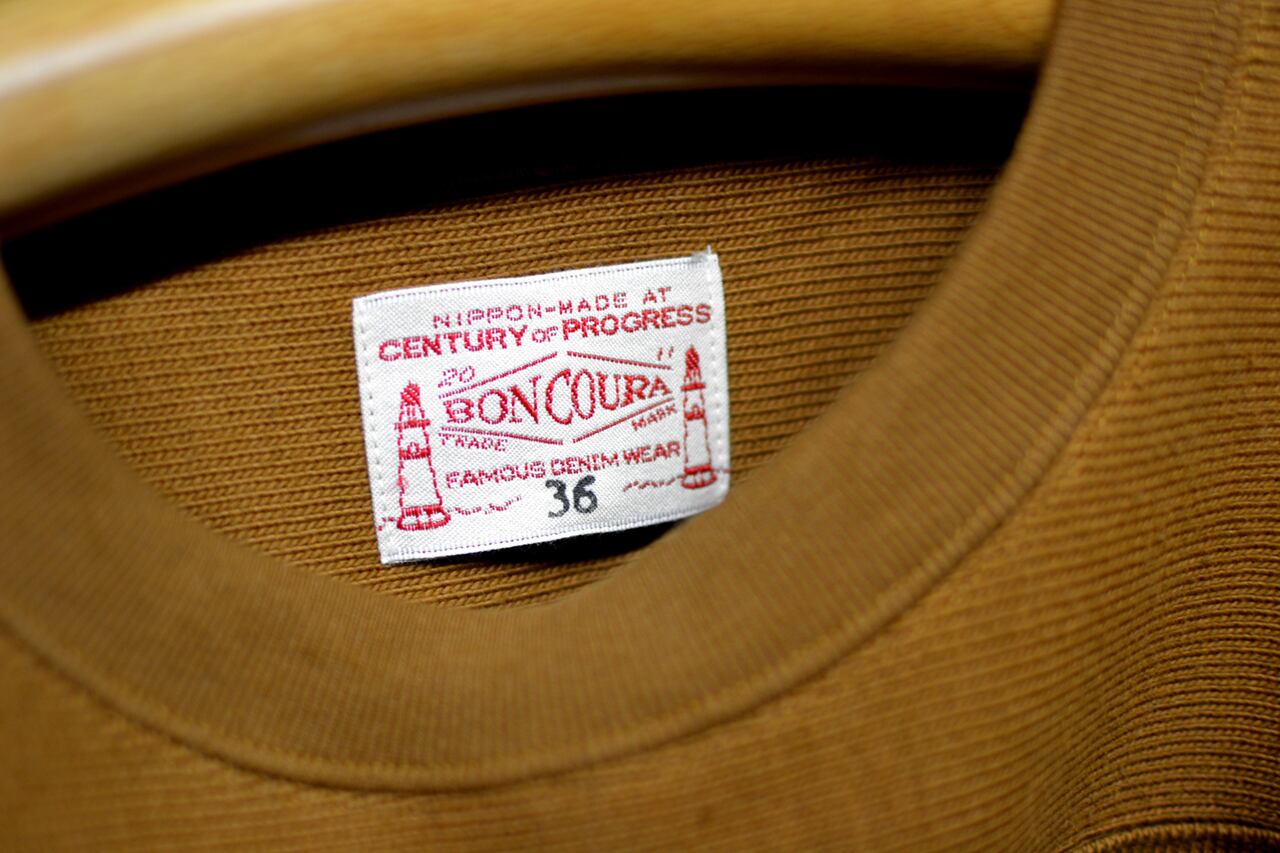 NIPPON-MADE AT
CENTURY OF PROGRESS
20 11
BONCOURA
TRADE MARK
FAMOUS DENIM WEAR
36